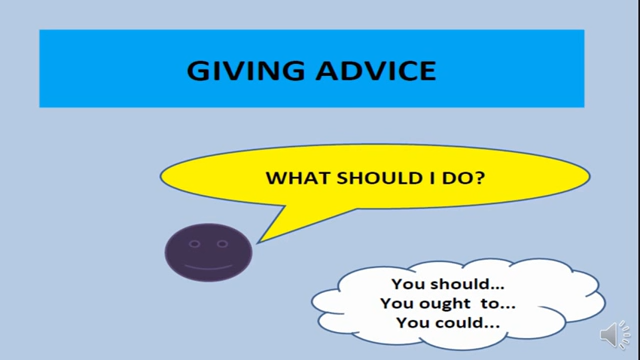 GIVING ADVICE
WHAT SHOULD I DO?
You should...
You ought to...
You could...